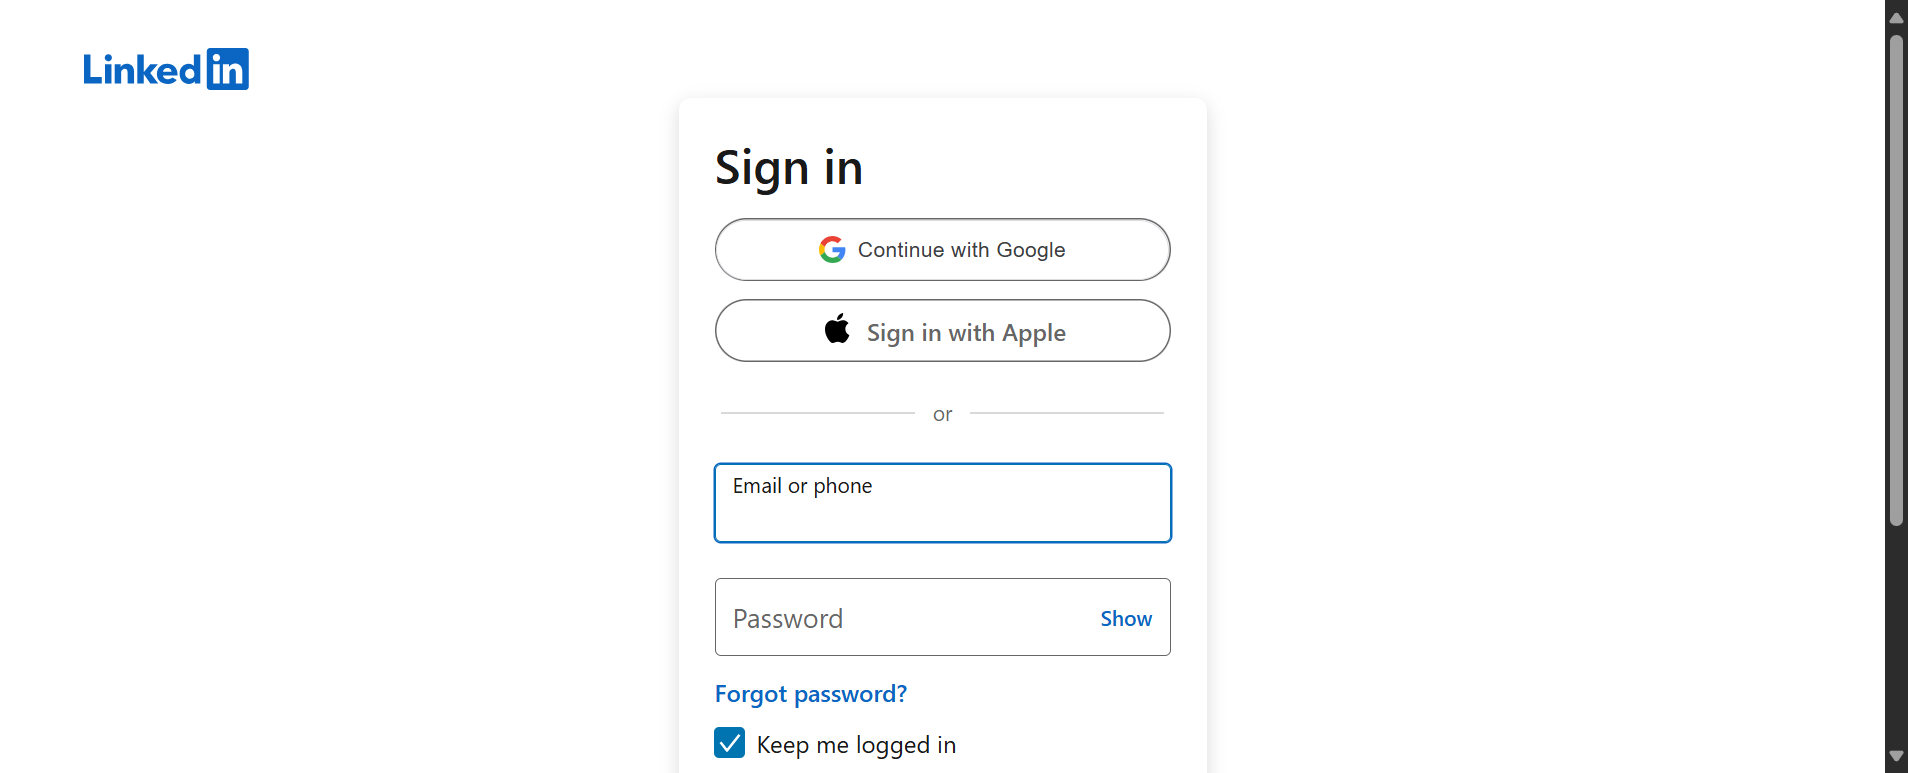 Linkedin
Sign in
Continue with Google
Sign in with Apple
or
Email or phone
Password
Show
Forgot password?
Keep me logged in